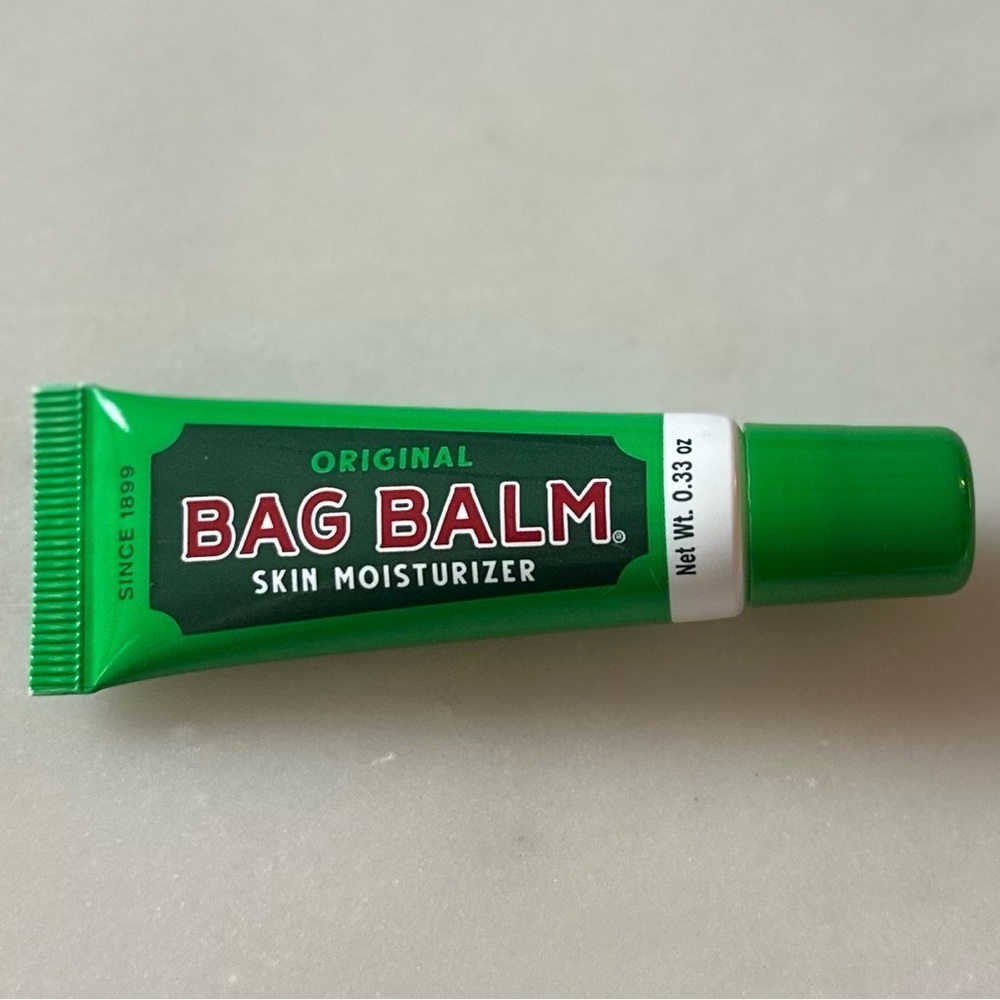 SINCE 1899
ORIGINAL
BAG BALM®
SKIN MOISTURIZER
Net Wt. 0.33 oz